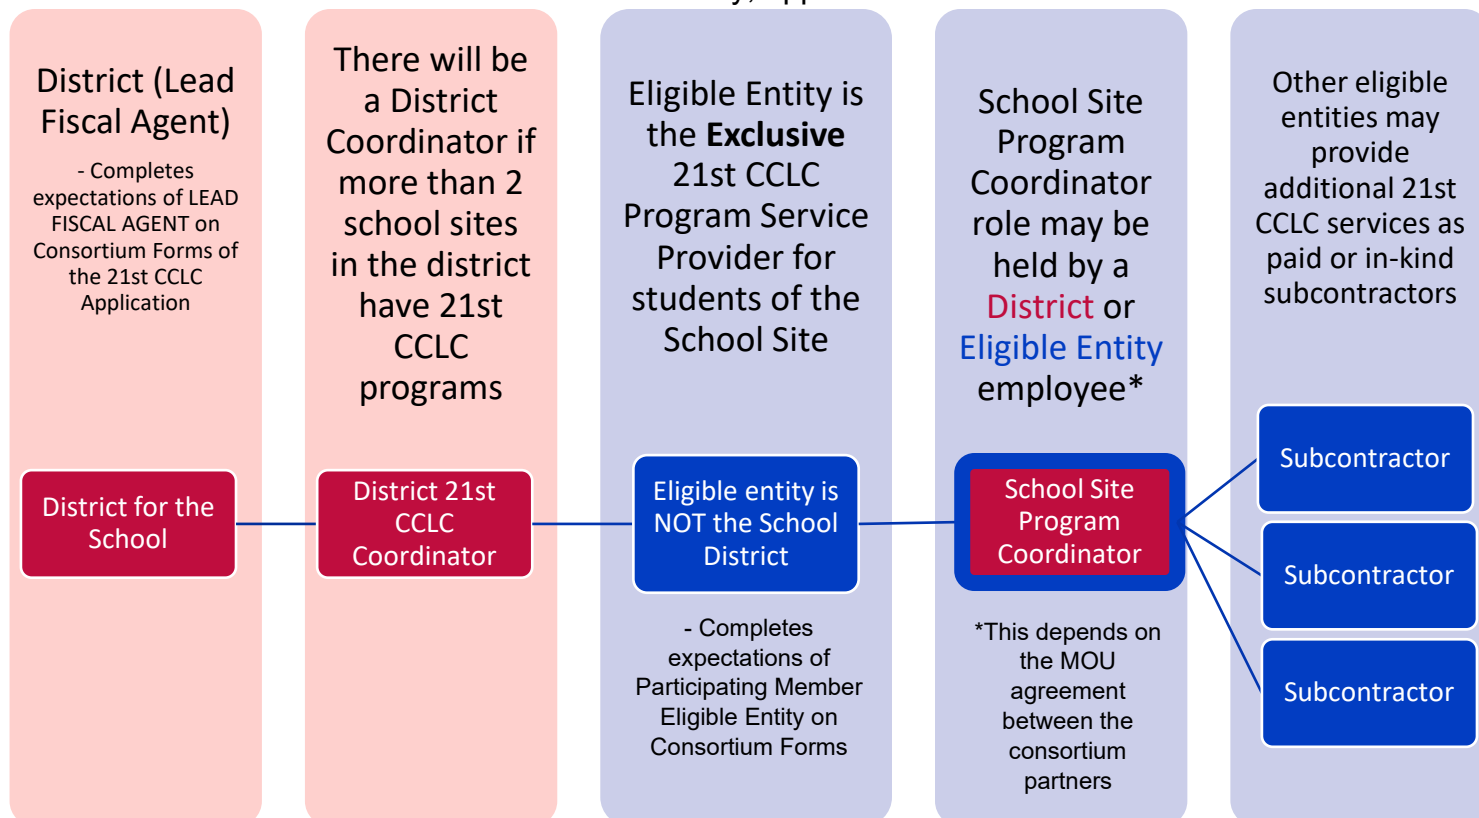 District (Lead
Fiscal Agent)
- Completes
expectations of LEAD
FISCAL AGENT on
Consortium Forms of
the 21st CCLC
Application
District for the
School
There will be
a District
Coordinator if
more than 2
school sites
in the district
have 21st
CCLC
programs
District 21st
CCLC
Coordinator
Eligible Entity is
the Exclusive
21st CCLC
Program Service
Provider for
students of the
School Site
Eligible entity is
NOT the School
District
- Completes
expectations of
Participating Member
Eligible Entity on
Consortium Forms
School Site
Program
Coordinator
role may be
held by a
District or
Eligible Entity
employee*
School Site
Program
Coordinator
*This depends on
the MOU
agreement
between the
consortium
partners
Other eligible
entities may
provide
additional 21st
CCLC services as
paid or in-kind
subcontractors
Subcontractor
Subcontractor
Subcontractor